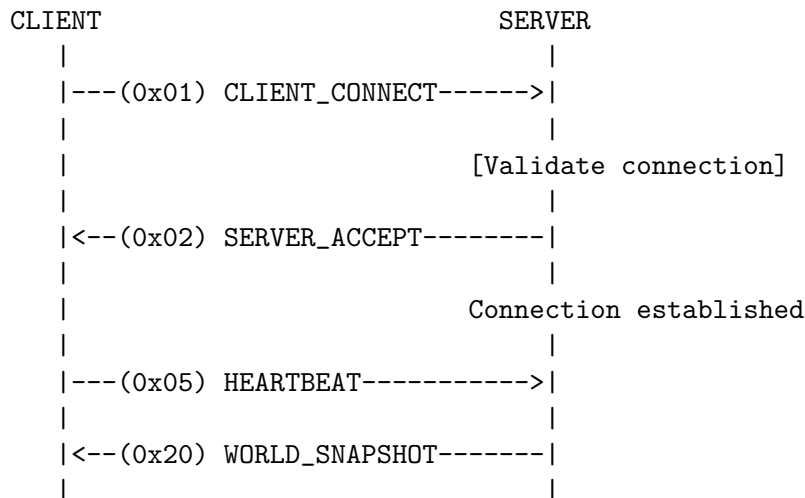 CLIENT                          SERVER
   |                               |
   |---(0x01) CLIENT_CONNECT------>|
   |                               |
   |                          [Validate connection]
   |                               |
   |<--(0x02) SERVER_ACCEPT--------|
   |                               |
   |                          Connection established
   |                               |
   |---(0x05) HEARTBEAT----------->|
   |                               |
   |<--(0x20) WORLD_SNAPSHOT-------|
   |                               |